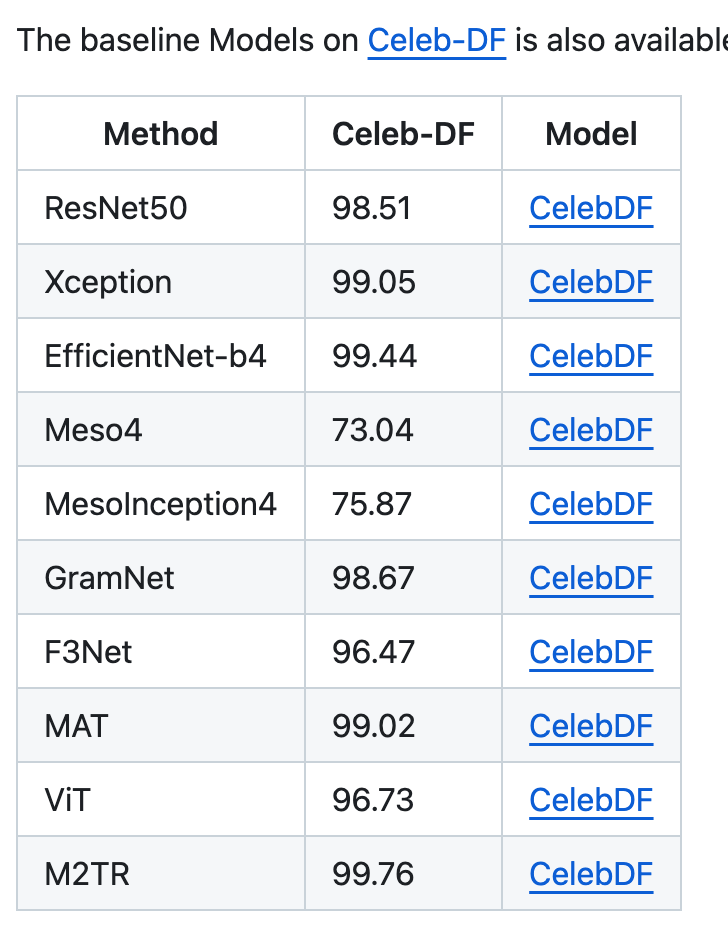 The baseline Models on Celeb-DF is also available
Method Celeb-DF Model
ResNet50 98.51 CelebDF
Xception 99.05 CelebDF
EfficientNet-b4 99.44 CelebDF
Meso4 73.04 CelebDF
MesoInception4 75.87 CelebDF
GramNet 98.67 CelebDF
F3Net 96.47 CelebDF
MAT 99.02 CelebDF
ViT 96.73 CelebDF
M2TR 99.76 CelebDF